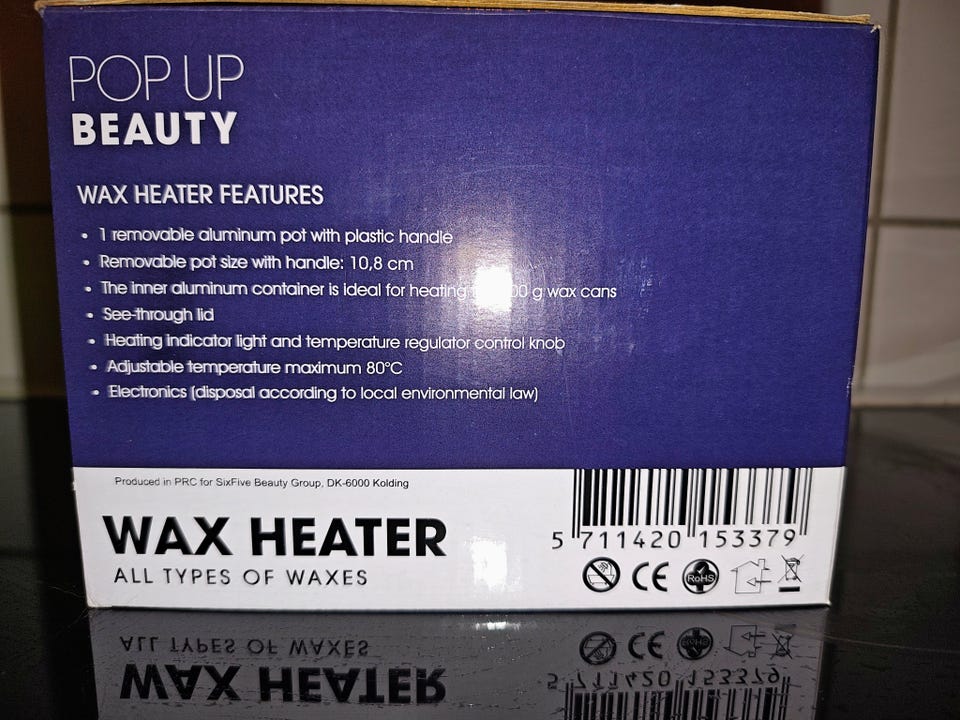 POP UP
BEAUTY
WAX HEATER FEATURES
• 1 removable aluminum pot with plastic handle
• Removable pot size with handle: 10,8 cm
• The inner aluminum container is ideal for heating g wax cans
• See-through lid
• Heating indicator light and temperature regulator control knob
• Adjustable temperature maximum 80°C
• Electronics (disposal according to local environmental law)
Produced in PRC for SixFive Beauty Group, DK-6000 Kolding
WAX HEATER
ALL TYPES OF WAXES
5 711420 153379
CE RoHS